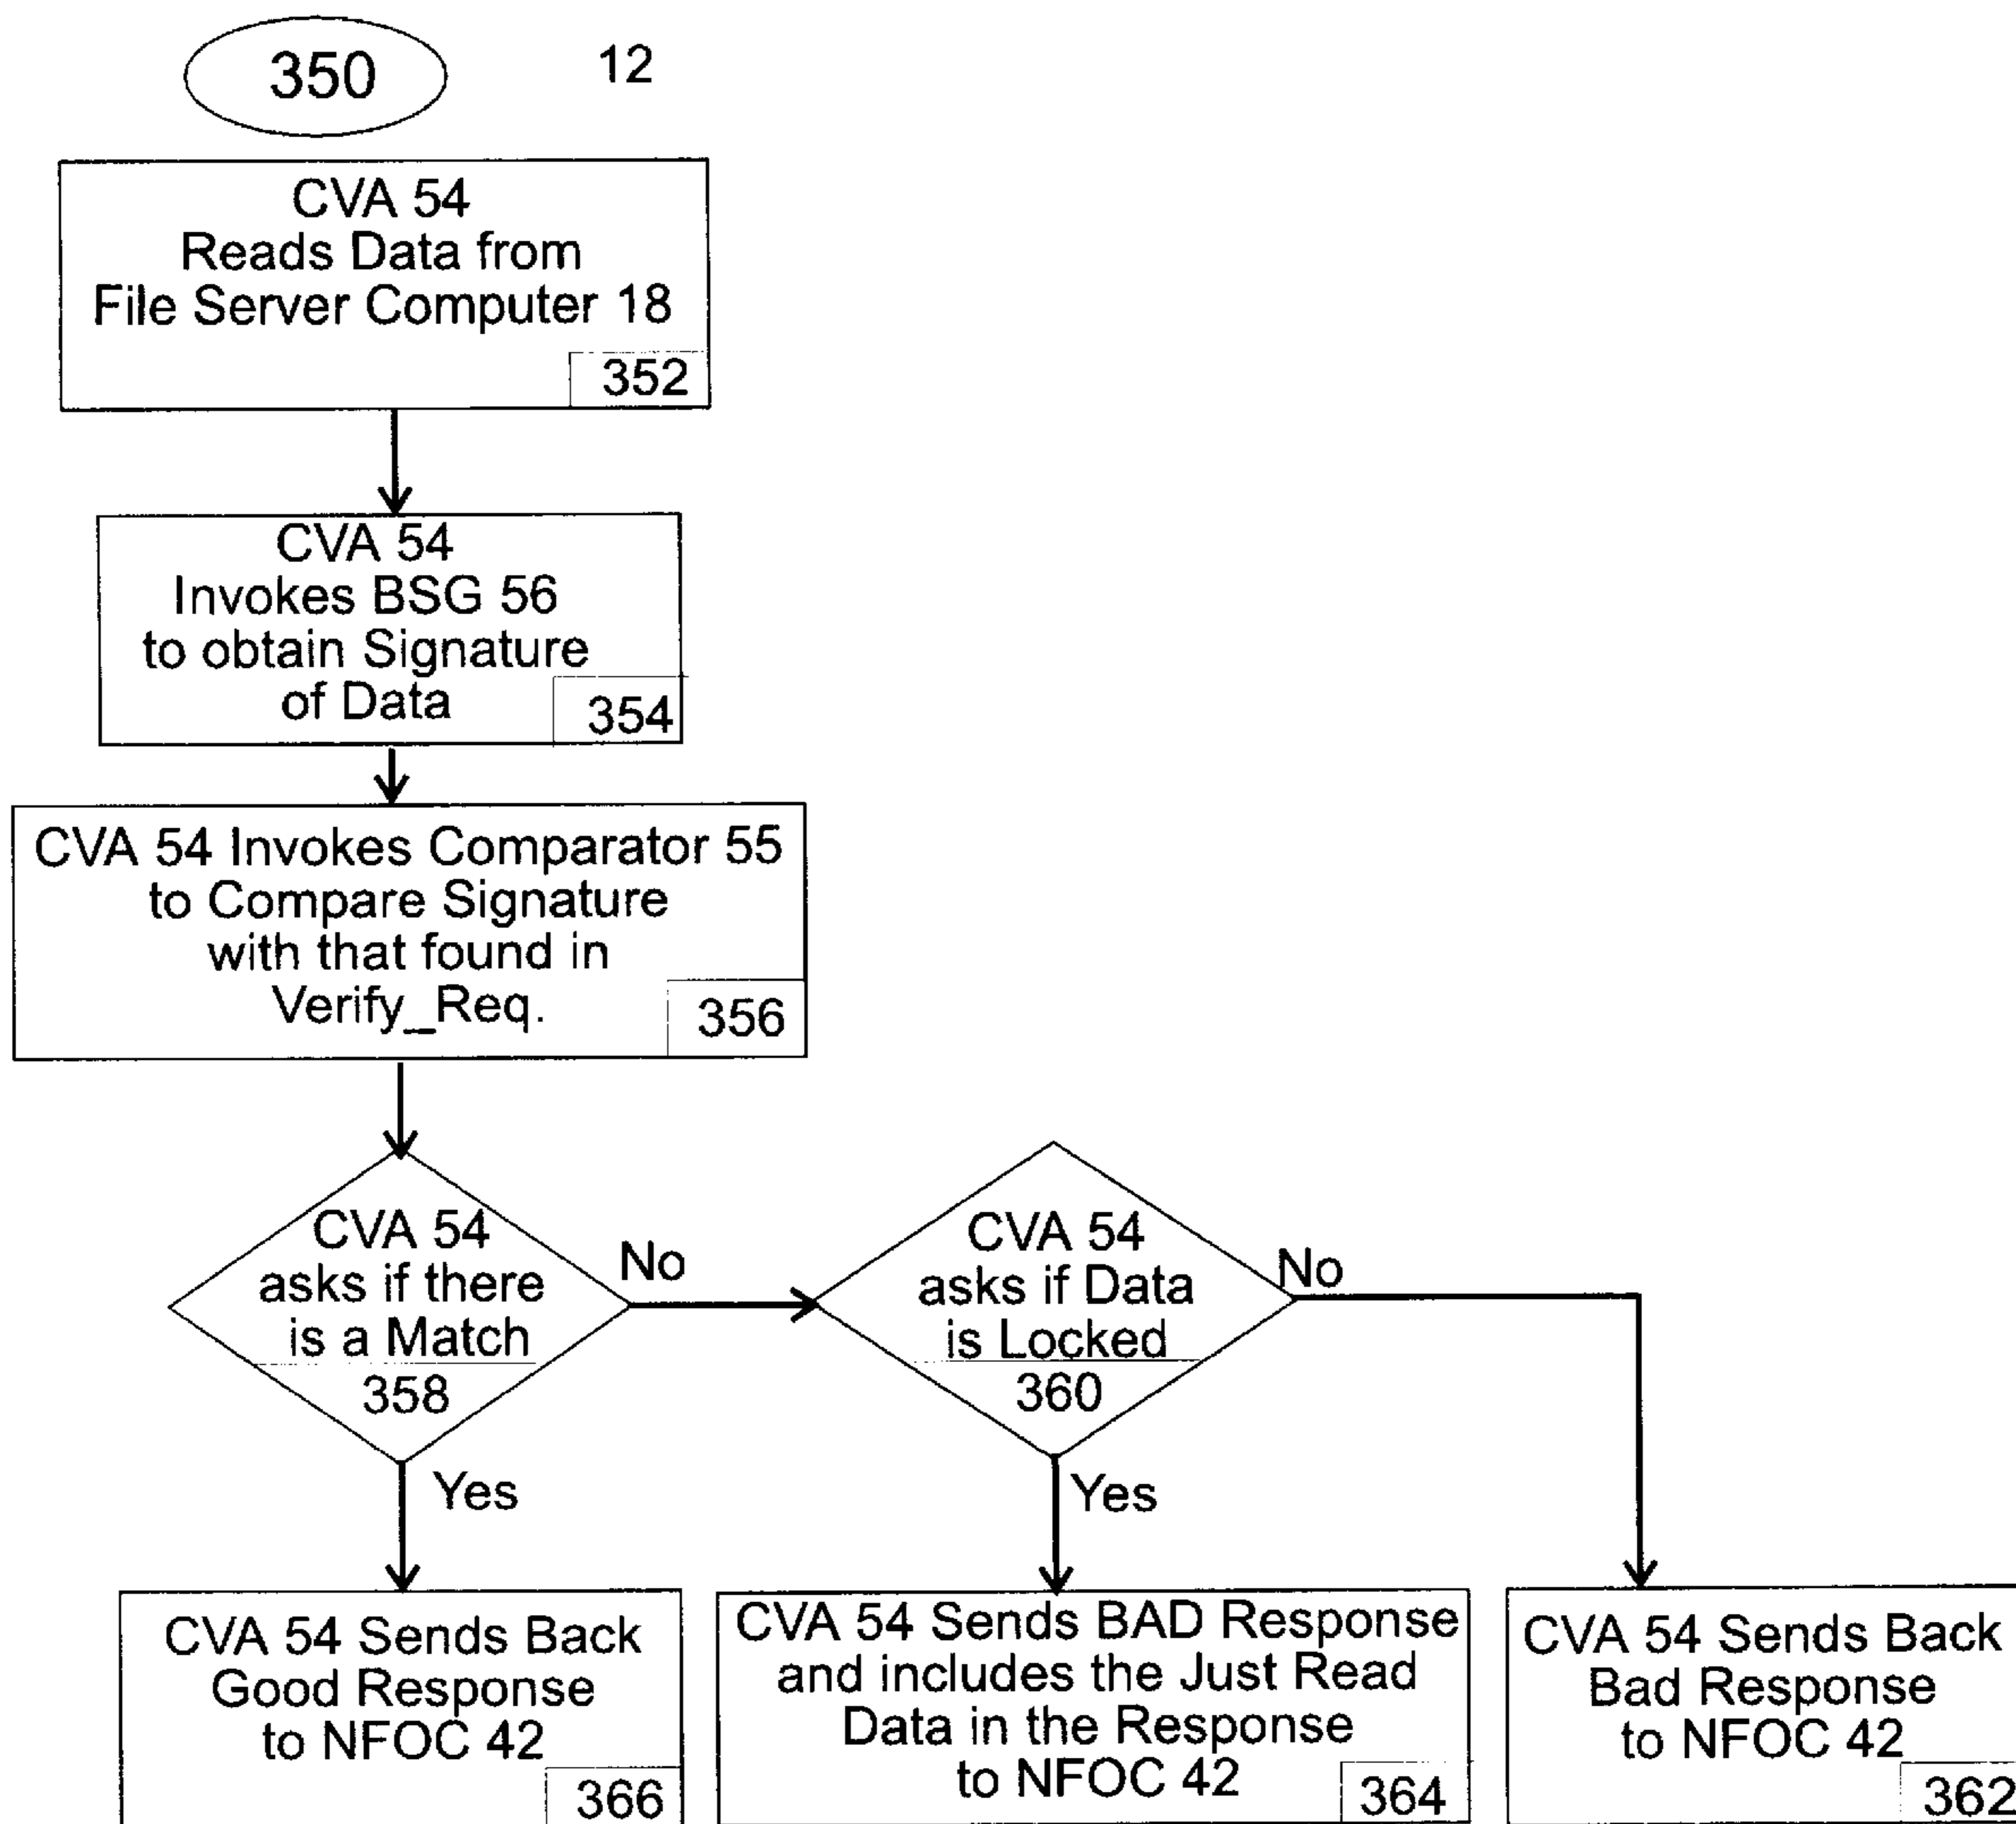 350
12
CVA 54
Reads Data from
File Server Computer 18
352
CVA 54
Invokes BSG 56
to obtain Signature
of Data
354
CVA 54 Invokes Comparator 55
to Compare Signature
with that found in
Verify_Req.
356
CVA 54
asks if there
is a Match
358
No
CVA 54
asks if Data
is Locked
360
No
Yes
Yes
CVA 54 Sends Back
Good Response
to NFOC 42
366
CVA 54 Sends BAD Response
and includes the Just Read
Data in the Response
to NFOC 42
364
CVA 54 Sends Back
Bad Response
to NFOC 42
362